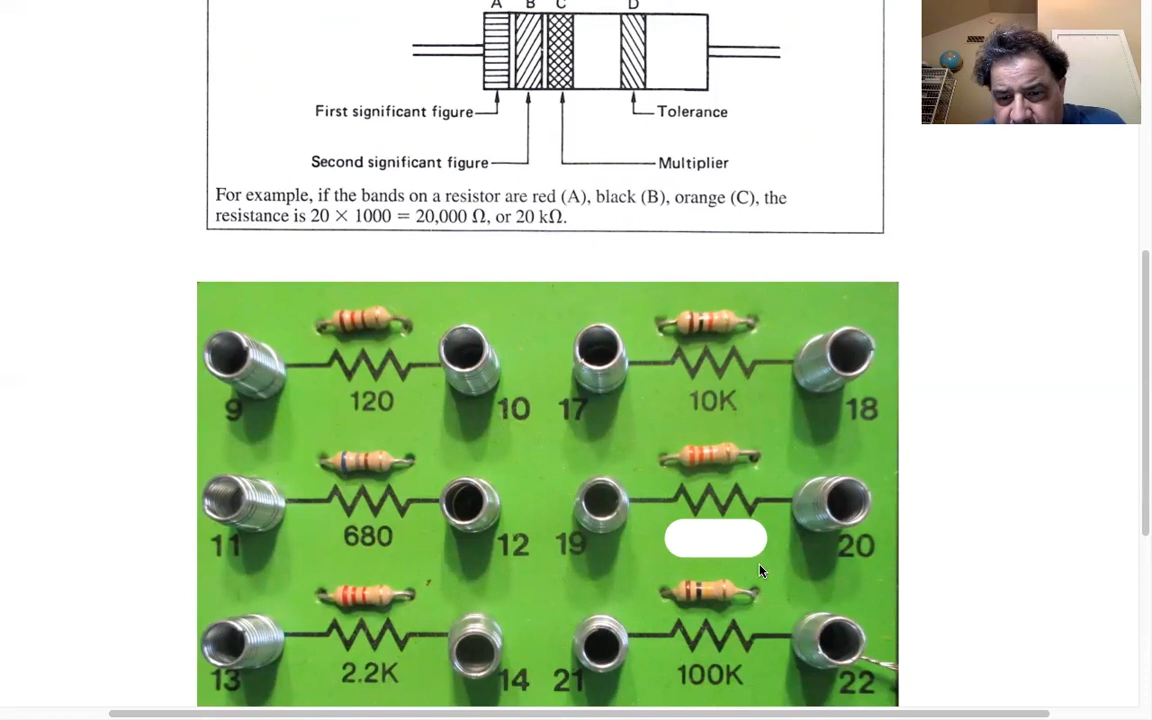 A B C D
First significant figure Tolerance
Second significant figure Multiplier
For example, if the bands on a resistor are red (A), black (B), orange (C), the
resistance is 20 × 1000 = 20,000 Ω, or 20 kΩ.
120 10K
9 10 17 18
680
11 12 19 20
2.2K 100K
13 14 21 22